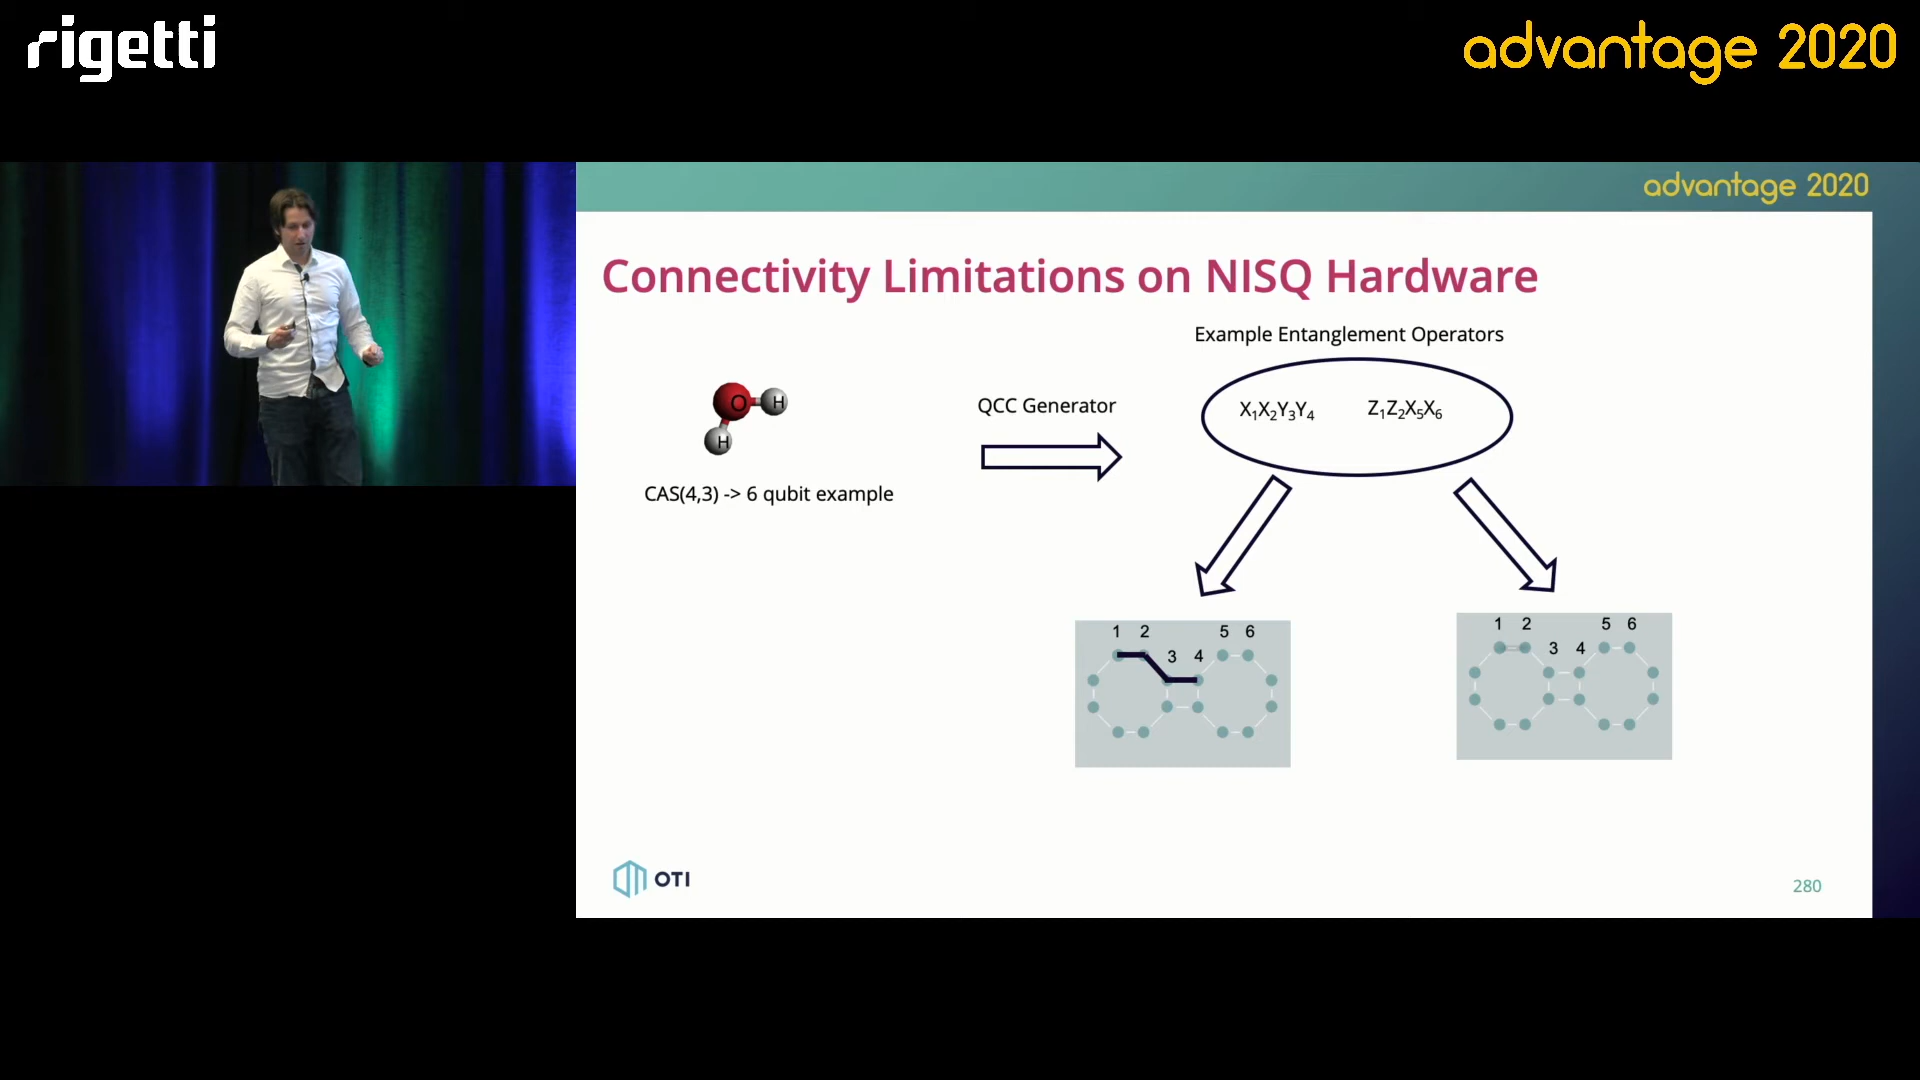 rigetti
advantage 2020
advantage 2020
Connectivity Limitations on NISQ Hardware
Example Entanglement Operators
QCC Generator
X₁X₂Y₃Y₄ Z₁Z₂X₅X₆
O H
H
CAS(4,3) -> 6 qubit example
1 2 5 6
3 4
1 2 5 6
3 4
OTI
280